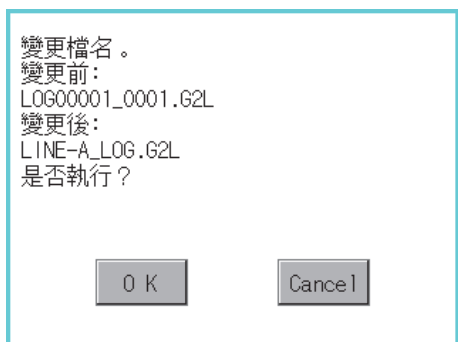 變更檔名。
變更前:
LOG00001_0001.G2L
變更後:
LINE-A_LOG.G2L
是否執行？
OK
Cancel